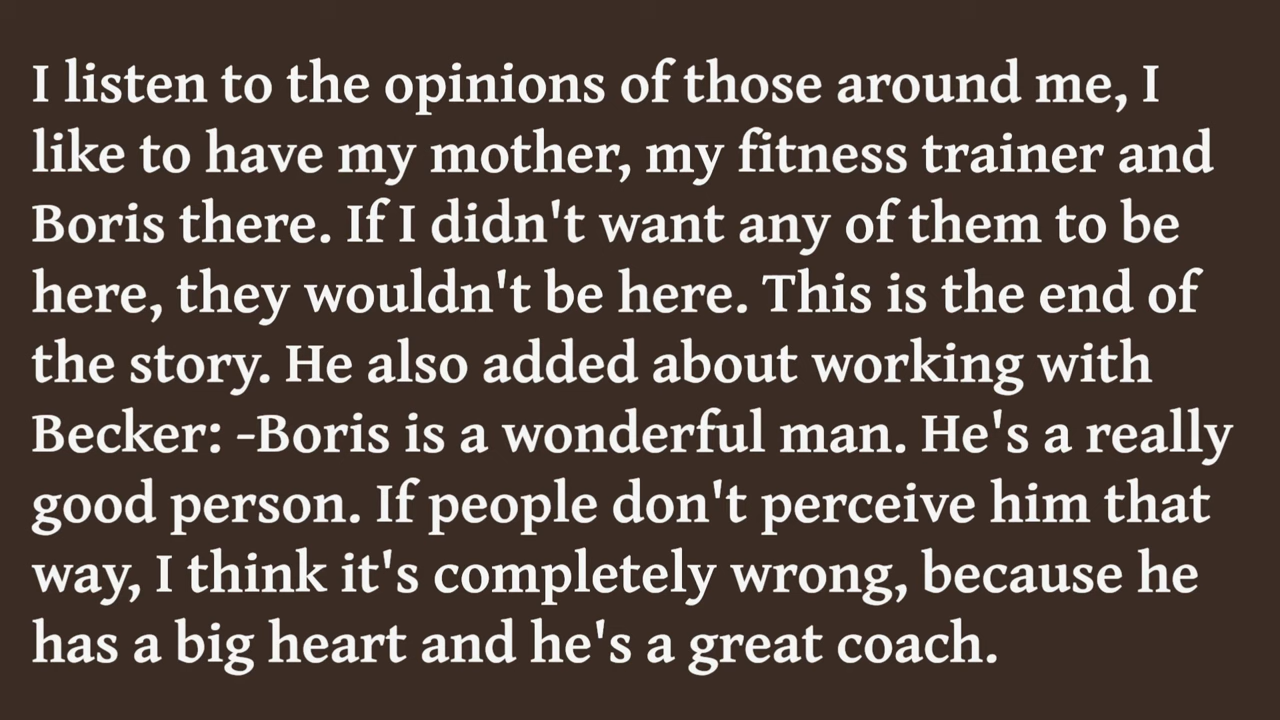 I listen to the opinions of those around me, I
like to have my mother, my fitness trainer and
Boris there. If I didn't want any of them to be
here, they wouldn't be here. This is the end of
the story. He also added about working with
Becker: -Boris is a wonderful man. He's a really
good person. If people don't perceive him that
way, I think it's completely wrong, because he
has a big heart and he's a great coach.